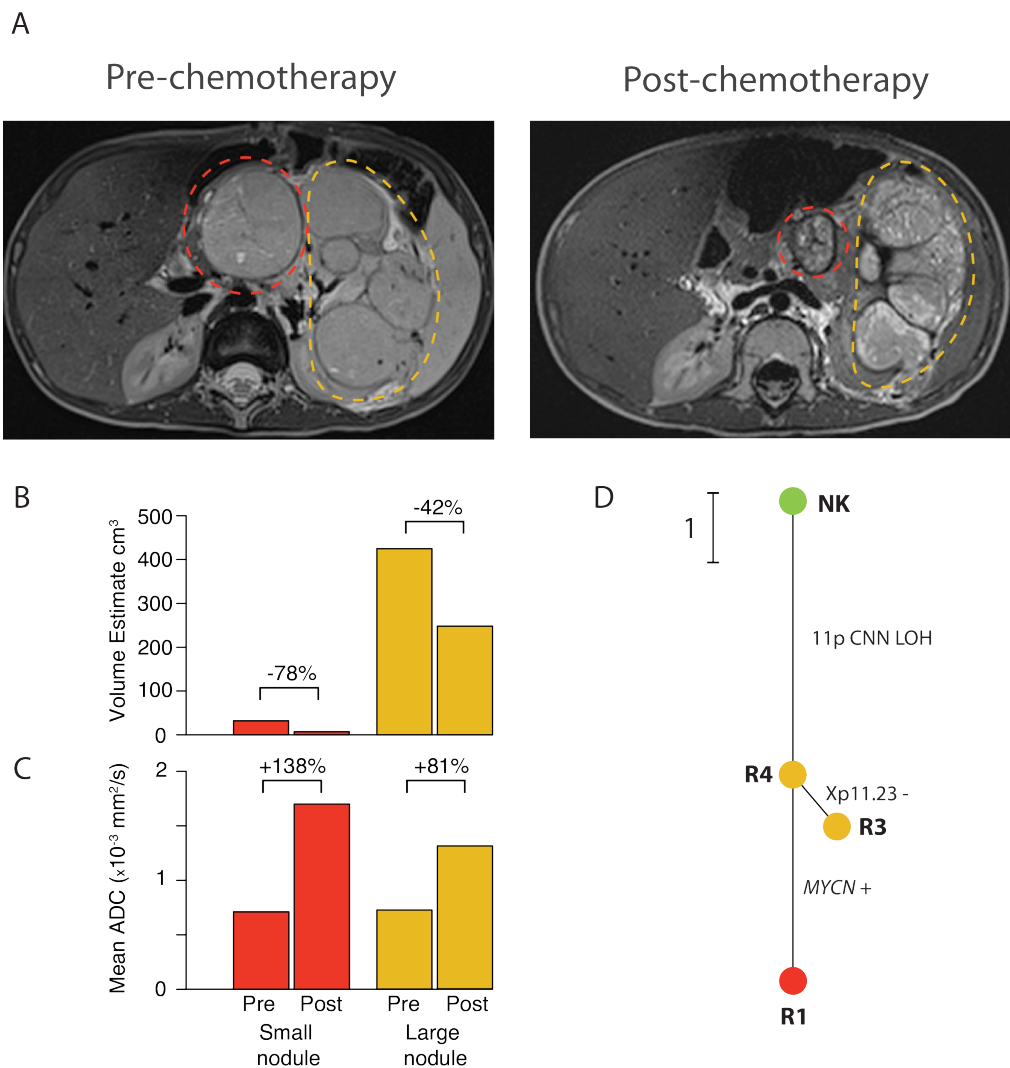 A
Pre-chemotherapy
Post-chemotherapy
B
Volume Estimate cm³
500
400
300
200
100
0
-78%
-42%
C
Mean ADC (x10⁻³ mm²/s)
2
1
0
+138%
+81%
Pre
Post
Pre
Post
Small
nodule
Large
nodule
D
1
NK
11p CNN LOH
R4
Xp11.23 -
R3
MYCN +
R1